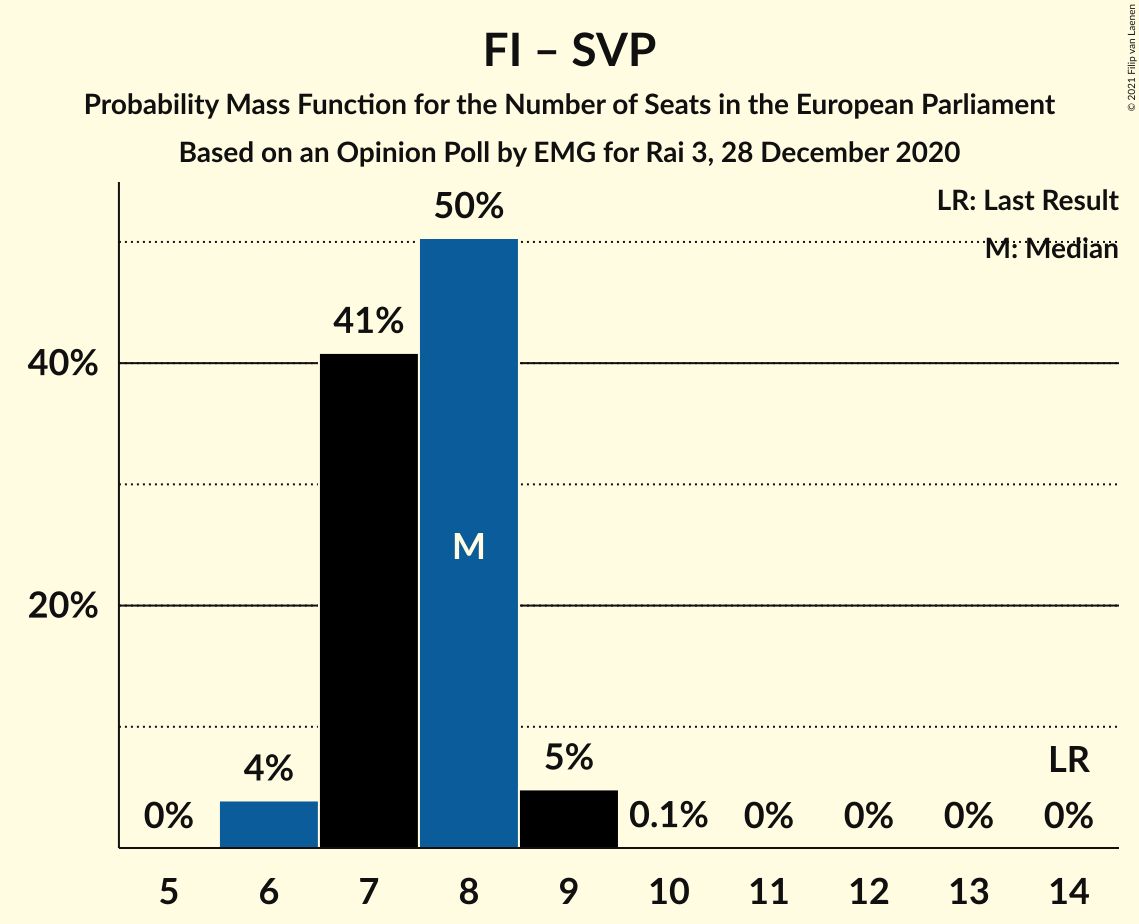 FI – SVP
Probability Mass Function for the Number of Seats in the European Parliament
Based on an Opinion Poll by EMG for Rai 3, 28 December 2020
© 2021 Filip van Laenen
LR: Last Result
M: Median
50%
41%
40%
M
20%
4%
5%
LR
0%
0.1%
0%
0%
0%
0%
5 6 7 8 9 10 11 12 13 14